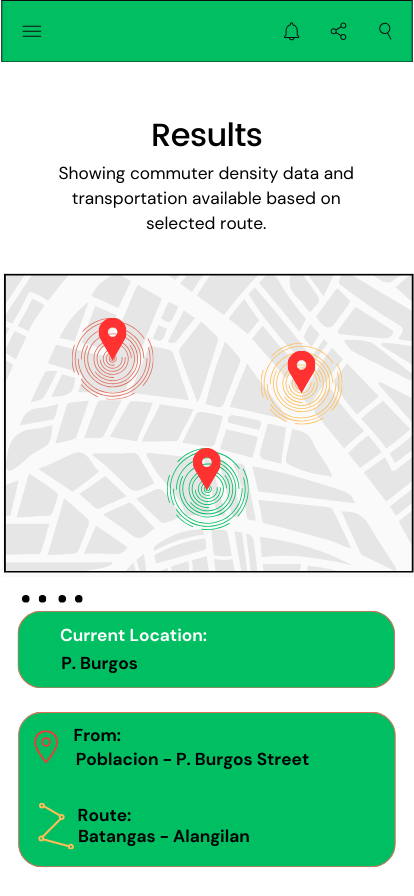 Results
Showing commuter density data and
transportation available based on
selected route.
Current Location:
P. Burgos
From:
Poblacion - P. Burgos Street
Route:
Batangas - Alangilan